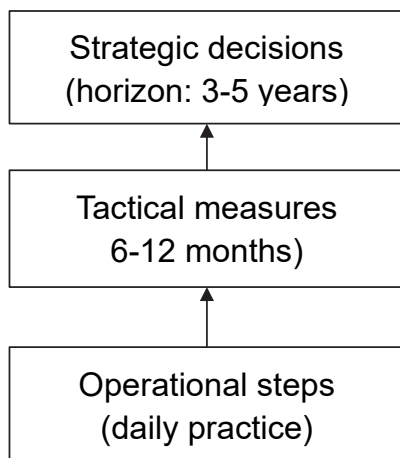 Strategic decisions
(horizon: 3-5 years)
Tactical measures
6-12 months)
Operational steps
(daily practice)